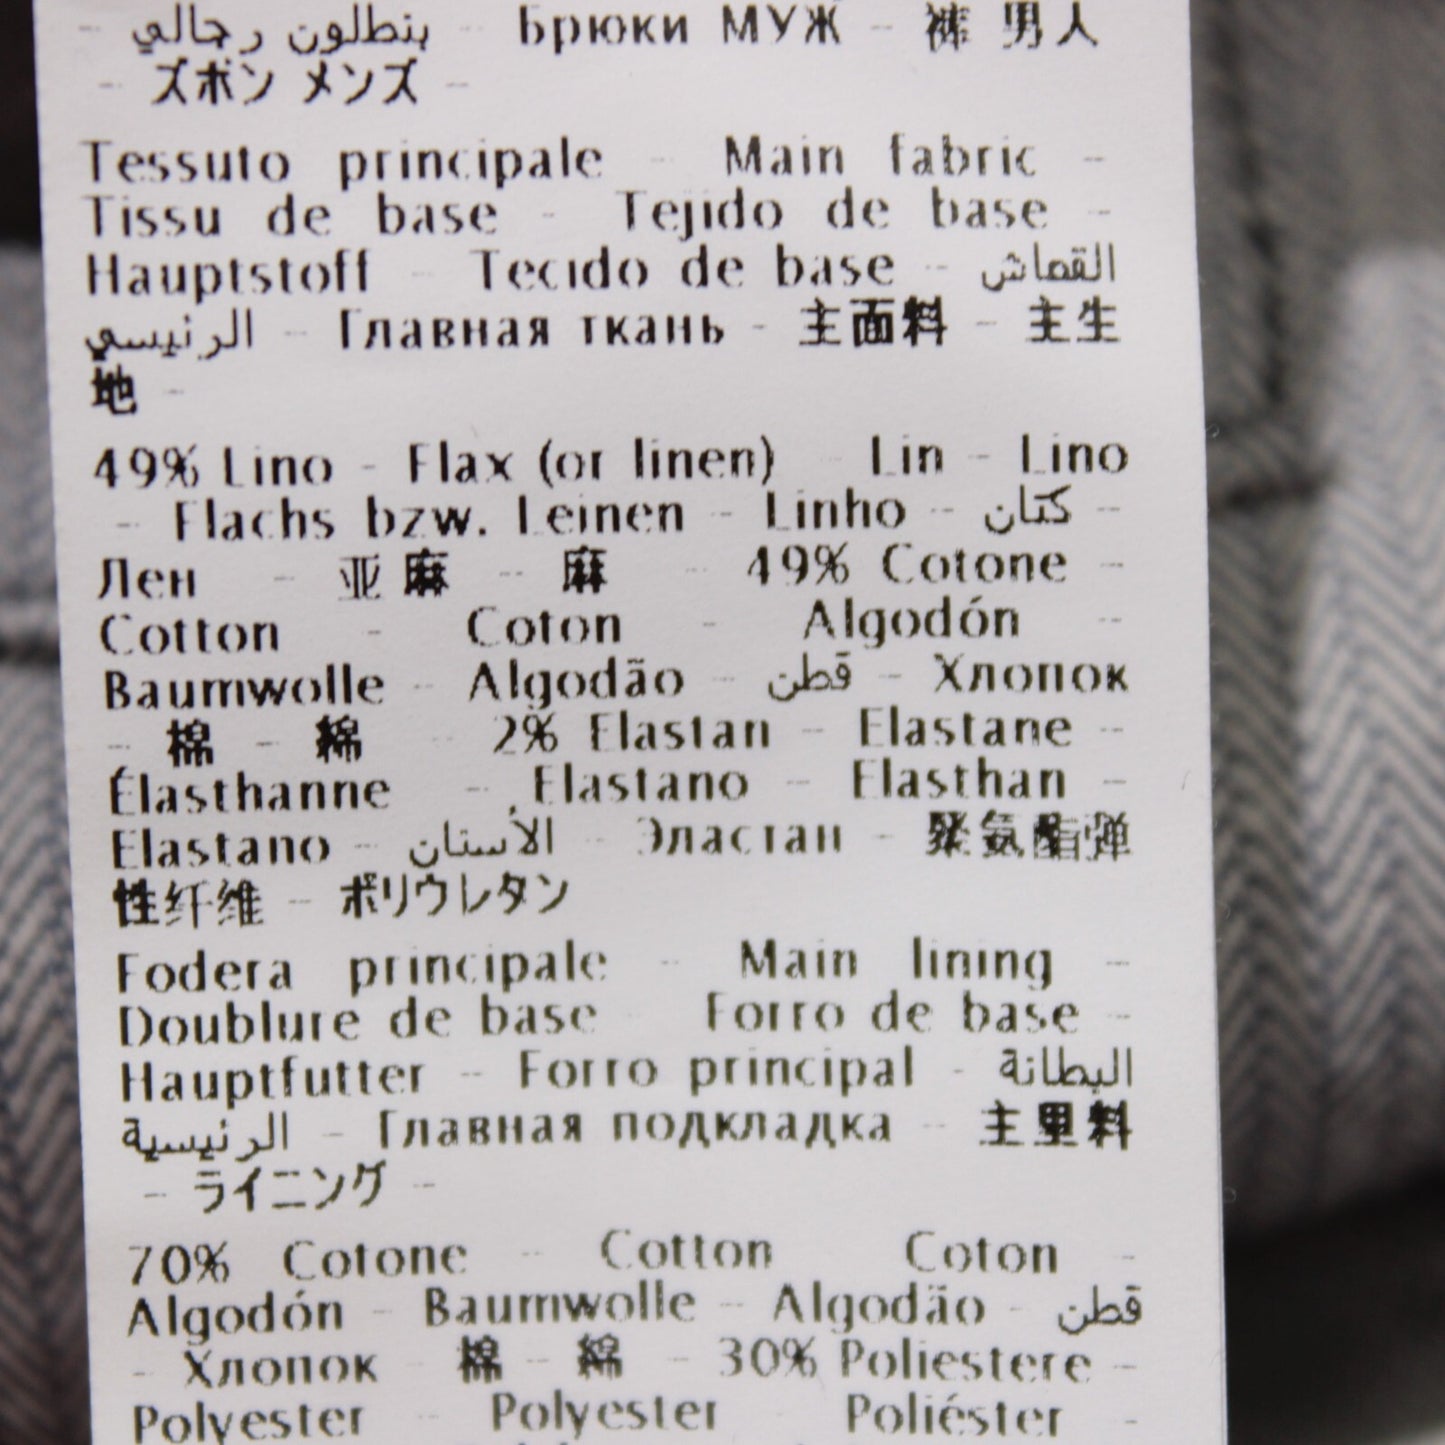 - بنطلون رجالي - Брюки МУЖ - 裤 男人
- ズボン メンズ -
Tessuto principale - Main fabric -
Tissu de base - Tejido de base -
Hauptstoff - Tecido de base - القماش
الرئيسي - Главная ткань - 主面料 - 主生
地 -
49% Lino - Flax (or linen) - Lin - Lino
- Flachs bzw. Leinen - Linho - كتان -
Лен - 亚麻 - 麻 - 49% Cotone -
Cotton - Coton - Algodón -
Baumwolle - Algodão - قطن - Хлопок
- 棉 - 綿 - 2% Elastan - Elastane -
Élasthanne - Elastano - Elasthan -
Elastano - الأستان - Эластан - 聚氨酯弹
性纤维 - ポリウレタン
Fodera principale - Main lining -
Doublure de base - Forro de base -
Hauptfutter - Forro principal - البطانة
الرئيسية - Главная подкладка - 主里料
- ライニング -
70% Cotone - Cotton - Coton -
Algodón - Baumwolle - Algodão - قطن
- Хлопок - 棉 - 綿 - 30% Poliestere -
Polyester - Polyester - Poliéster -